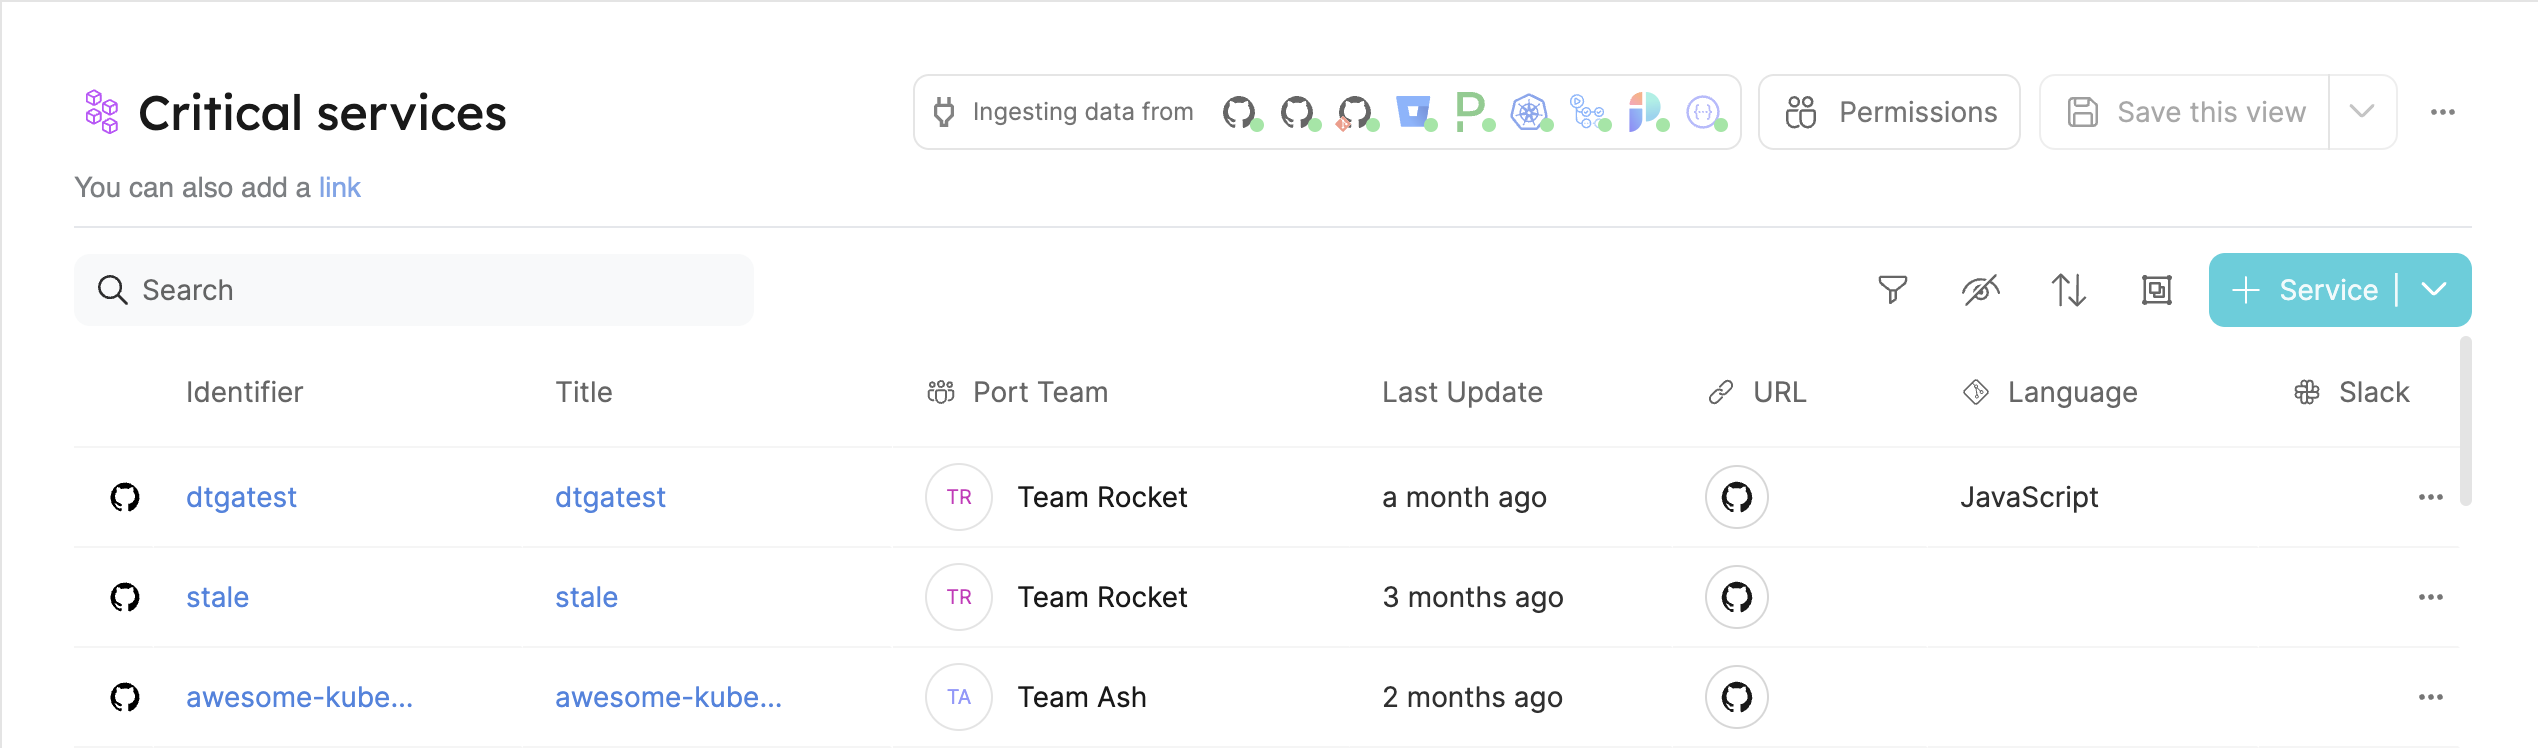 Critical services
Ingesting data from
Permissions
Save this view
You can also add a link
Search
Service
Identifier Title Port Team Last Update URL Language Slack
dtgatest dtgatest TR Team Rocket a month ago JavaScript
stale stale TR Team Rocket 3 months ago
awesome-kube... awesome-kube... TA Team Ash 2 months ago